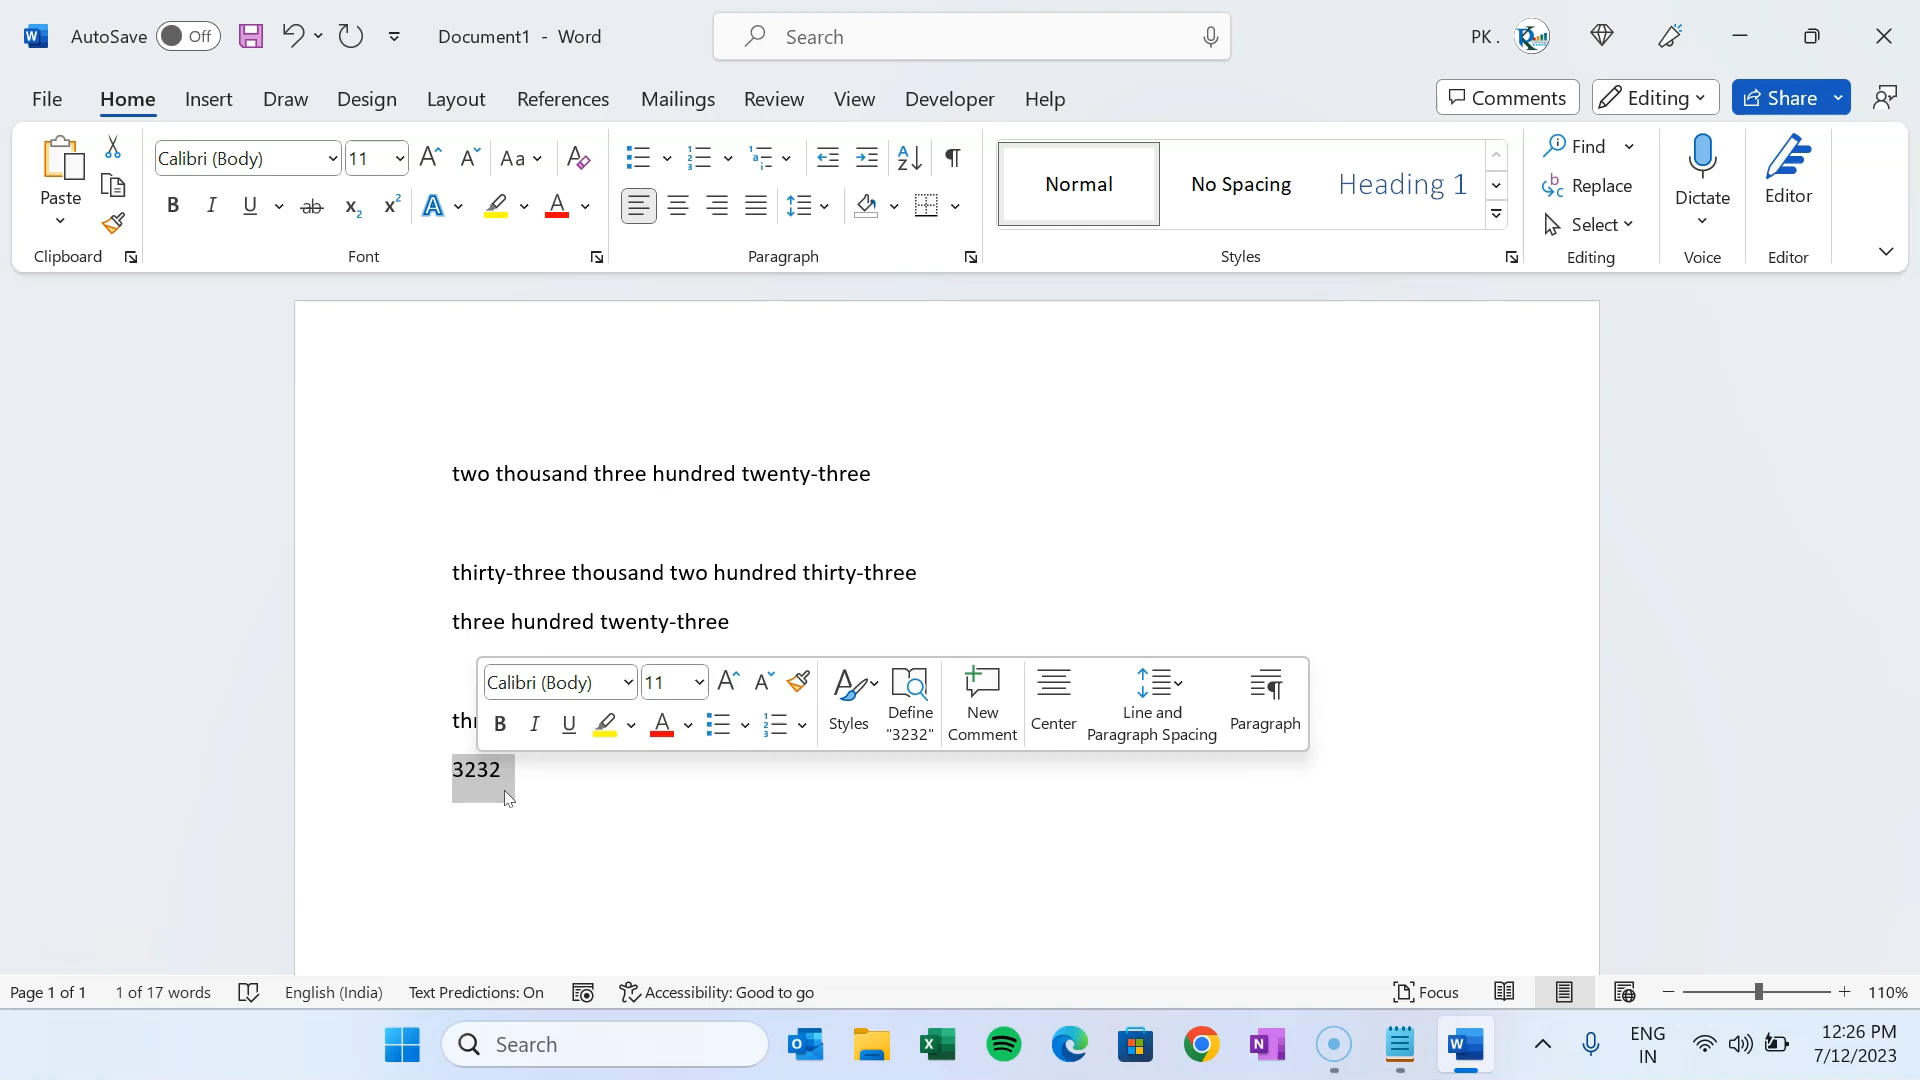 AutoSave Off Document1 - Word Search PK .
File Home Insert Draw Design Layout References Mailings Review View Developer Help Comments Editing Share
Paste Calibri (Body) 11 Aa Normal No Spacing Heading 1 Find Replace Select Dictate Editor
Clipboard Font Paragraph Styles Editing Voice Editor
two thousand three hundred twenty-three
thirty-three thousand two hundred thirty-three
three hundred twenty-three
Calibri (Body) 11 Styles Define "3232" New Comment Center Line and Paragraph Spacing Paragraph
3232
Page 1 of 1 1 of 17 words English (India) Text Predictions: On Accessibility: Good to go Focus 110%
Search ENG IN 12:26 PM 7/12/2023